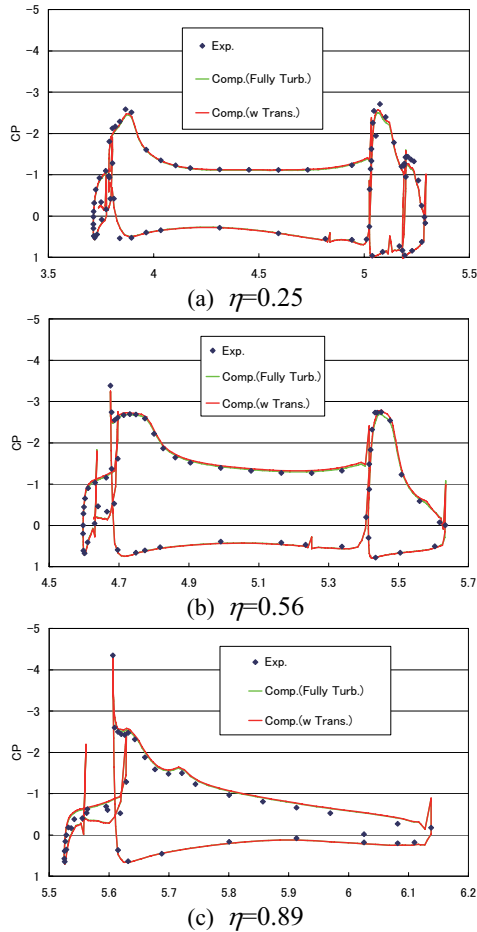 -5
-4
-3
-2
-1
0
1
CP
Exp.
Comp.(Fully Turb.)
Comp.(w Trans.)
3.5 4 4.5 5 5.5
(a) η=0.25
-5
-4
-3
-2
-1
0
1
Exp.
Comp.(Fully Turb.)
Comp.(w Trans.)
4.5 4.7 4.9 5.1 5.3 5.5 5.7
(b) η=0.56
-5
-4
-3
-2
-1
0
1
CP
Exp.
Comp.(Fully Turb.)
Comp.(w Trans.)
5.5 5.6 5.7 5.8 5.9 6 6.1 6.2
(c) η=0.89